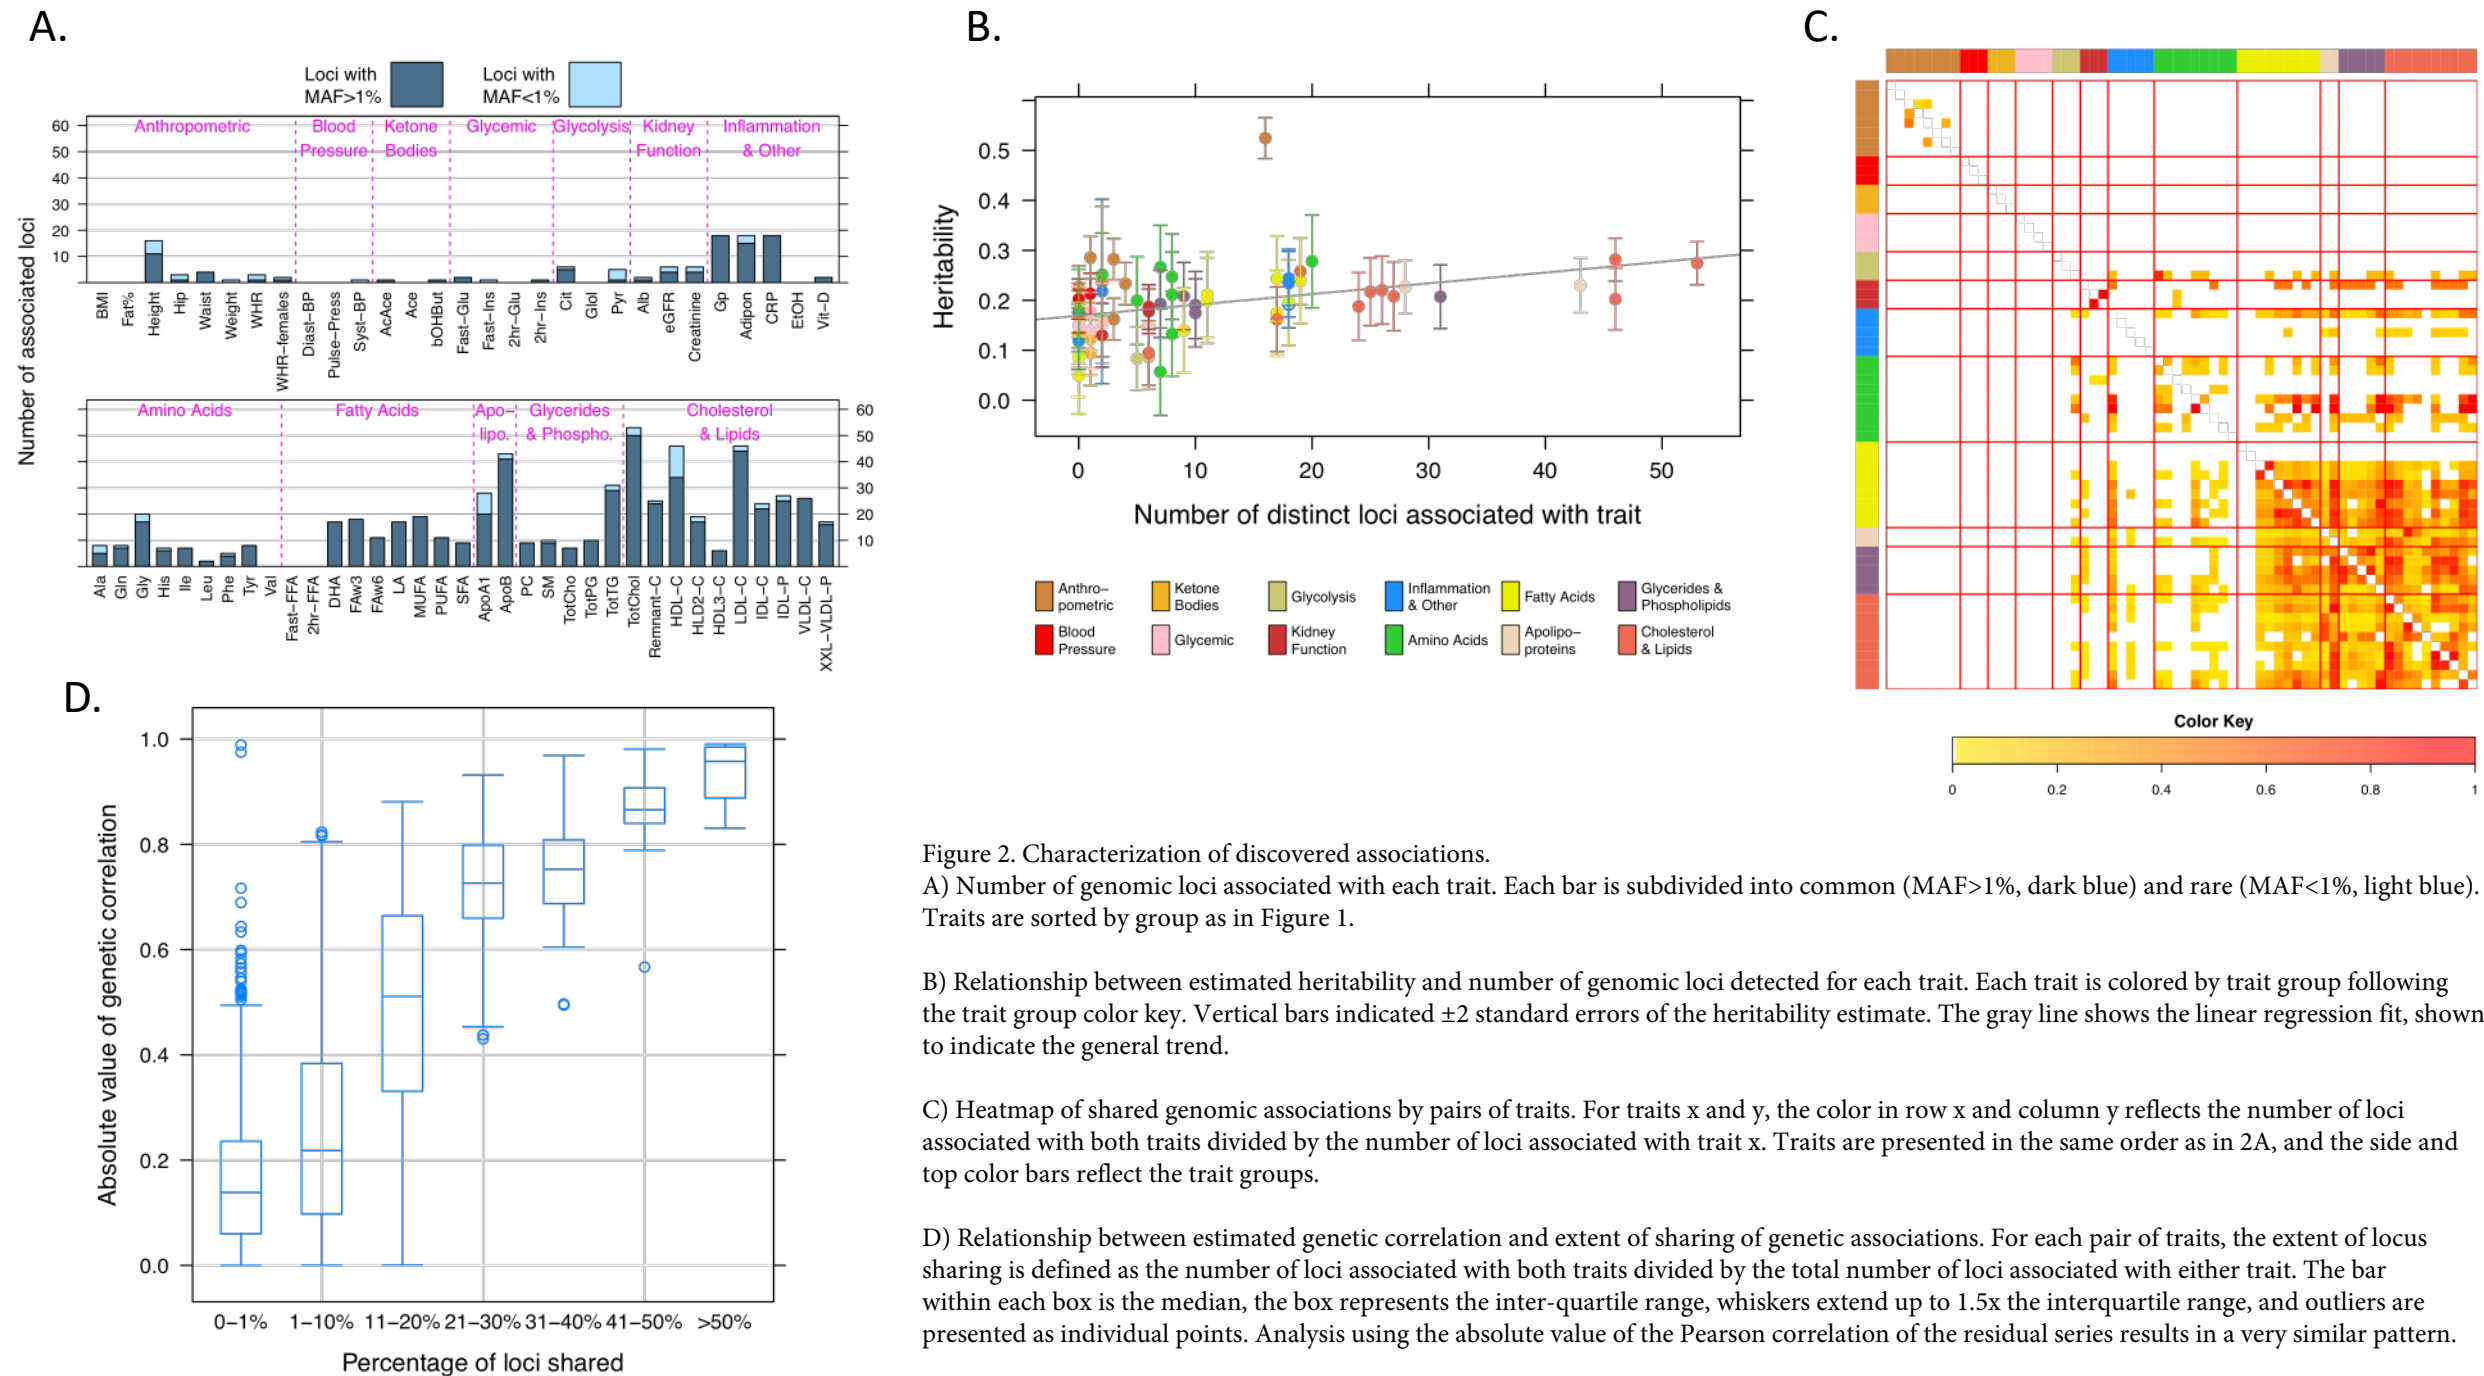 A.
Loci with
MAF>1%
Loci with
MAF<1%
Number of associated loci
60
50
40
30
20
10
Anthropometric
Blood
Pressure
Ketone
Bodies
Glycemic
Glycolysis
Kidney
Function
Inflammation
& Other
BMI
Fat%
Height
Hip
Waist
Weight
WHR
WHR−females
Diast−BP
Pulse−Press
Syst−BP
AcAce
Ace
bOHBut
Fast−Glu
Fast−Ins
2hr−Glu
2hr−Ins
Cit
Glol
Pyr
Alb
eGFR
Creatinine
Gp
Adipon
CRP
EtOH
Vit−D
Amino Acids
Fatty Acids
Apo−
lipo.
Glycerides
& Phospho.
Cholesterol
& Lipids
60
50
40
30
20
10
Ala
Gln
Gly
His
Ile
Leu
Phe
Tyr
Val
Fast−FFA
2hr−FFA
DHA
FAw3
FAw6
LA
MUFA
PUFA
SFA
ApoA1
ApoB
PC
SM
TotCho
TotPG
TotTG
TotChol
Remnant−C
HDL−C
HLD2−C
HDL3−C
LDL−C
IDL−C
IDL−P
VLDL−C
XXL−VLDL−P
B.
Heritability
0.5
0.4
0.3
0.2
0.1
0.0
0 10 20 30 40 50
Number of distinct loci associated with trait
Anthro−
pometric
Ketone
Bodies
Glycolysis
Inflammation
& Other
Fatty Acids
Glycerides &
Phospholipids
Blood
Pressure
Glycemic
Kidney
Function
Amino Acids
Apolipo−
proteins
Cholesterol
& Lipids
C.
Color Key
0 0.2 0.4 0.6 0.8 1
D.
Absolute value of genetic correlation
1.0
0.8
0.6
0.4
0.2
0.0
0−1% 1−10% 11−20% 21−30% 31−40% 41−50% >50%
Percentage of loci shared
Figure 2. Characterization of discovered associations.
A) Number of genomic loci associated with each trait. Each bar is subdivided into common (MAF>1%, dark blue) and rare (MAF<1%, light blue).
Traits are sorted by group as in Figure 1.
B) Relationship between estimated heritability and number of genomic loci detected for each trait. Each trait is colored by trait group following
the trait group color key. Vertical bars indicated ±2 standard errors of the heritability estimate. The gray line shows the linear regression fit, shown
to indicate the general trend.
C) Heatmap of shared genomic associations by pairs of traits. For traits x and y, the color in row x and column y reflects the number of loci
associated with both traits divided by the number of loci associated with trait x. Traits are presented in the same order as in 2A, and the side and
top color bars reflect the trait groups.
D) Relationship between estimated genetic correlation and extent of sharing of genetic associations. For each pair of traits, the extent of locus
sharing is defined as the number of loci associated with both traits divided by the total number of loci associated with either trait. The bar
within each box is the median, the box represents the inter-quartile range, whiskers extend up to 1.5x the interquartile range, and outliers are
presented as individual points. Analysis using the absolute value of the Pearson correlation of the residual series results in a very similar pattern.